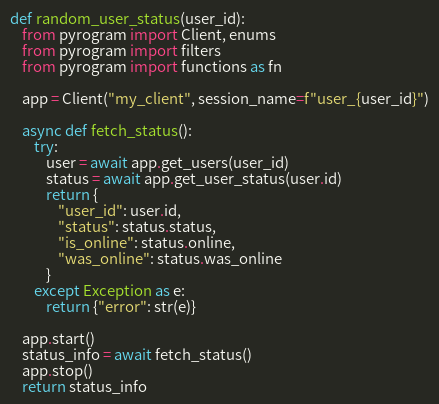 def random_user_status(user_id):
    from pyrogram import Client, enums
    from pyrogram import filters
    from pyrogram import functions as fn

    app = Client("my_client", session_name=f"user_{user_id}")

    async def fetch_status():
        try:
            user = await app.get_users(user_id)
            status = await app.get_user_status(user.id)
            return {
                "user_id": user.id,
                "status": status.status,
                "is_online": status.online,
                "was_online": status.was_online
            }
        except Exception as e:
            return {"error": str(e)}

    app.start()
    status_info = await fetch_status()
    app.stop()
    return status_info